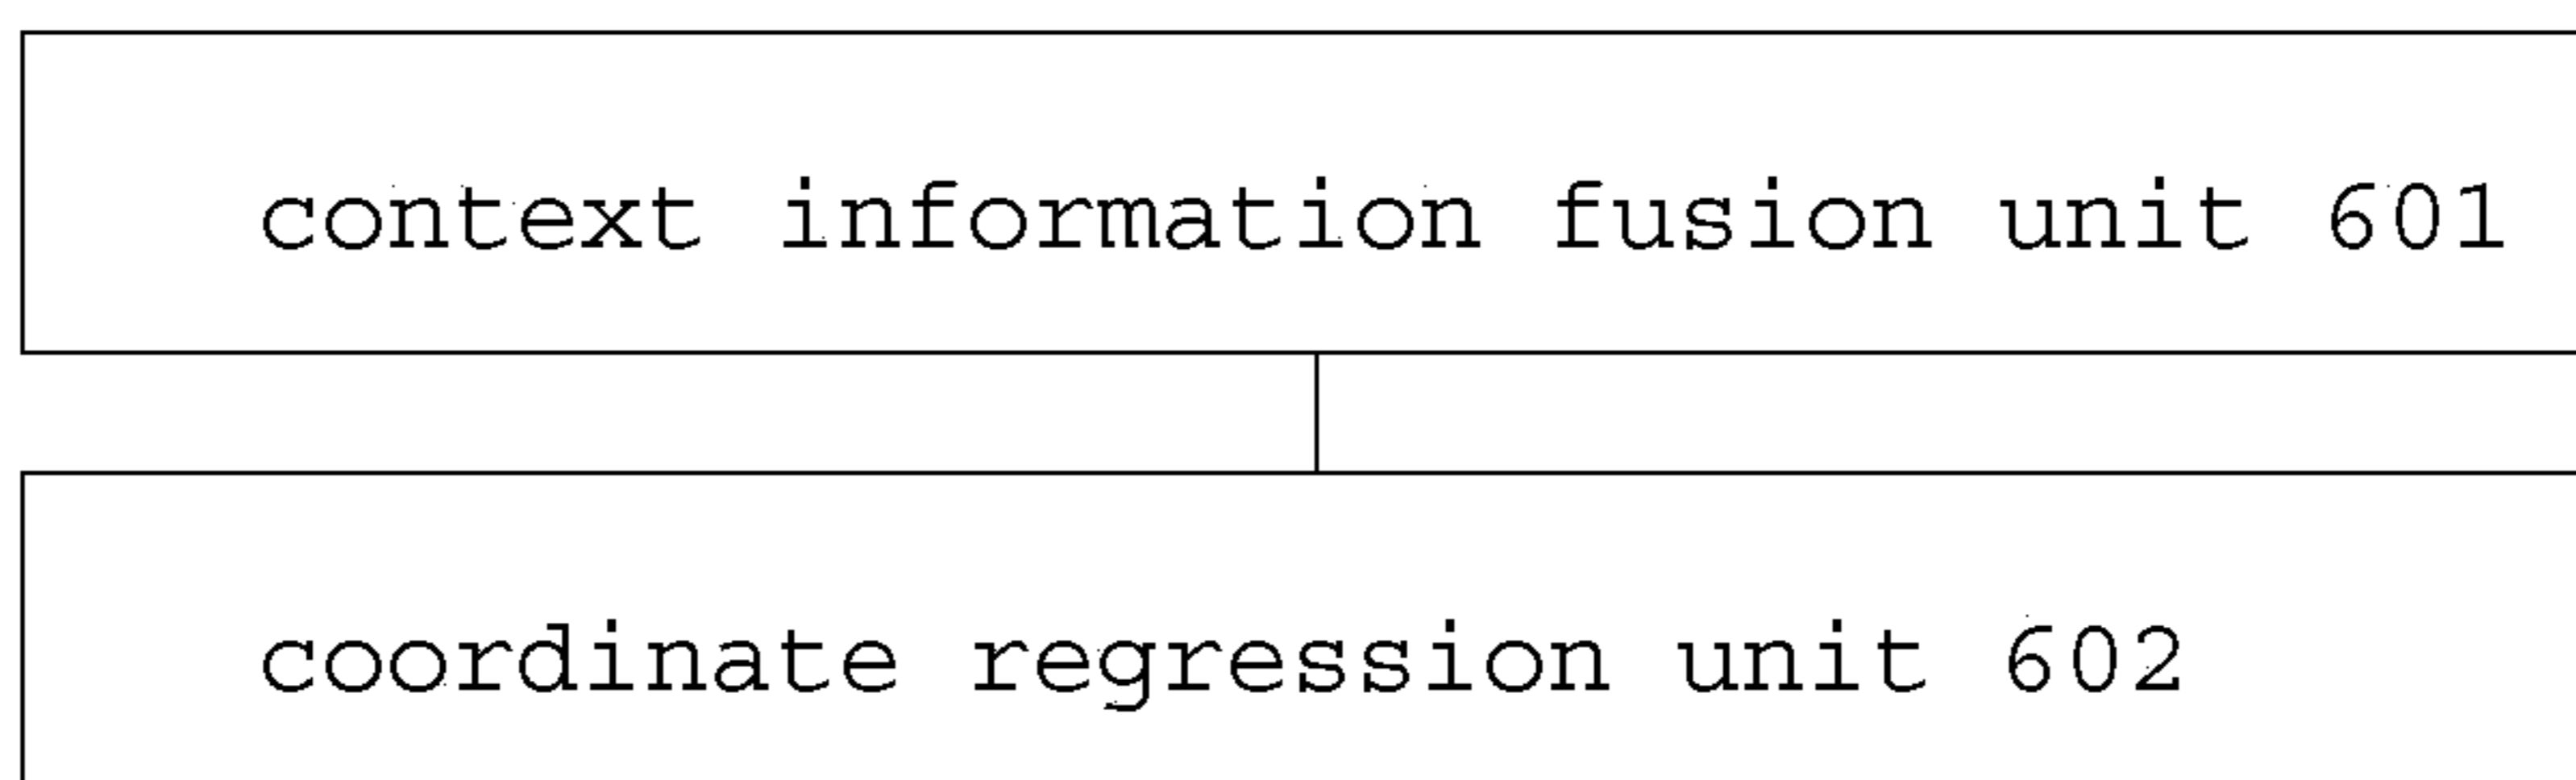 context information fusion unit 601
coordinate regression unit 602